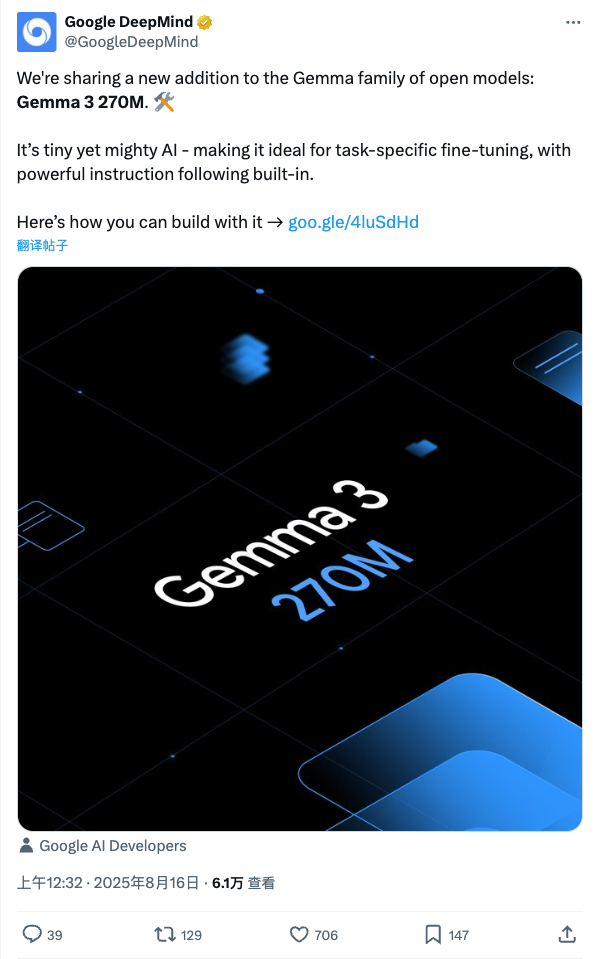 Google DeepMind
@GoogleDeepMind
We're sharing a new addition to the Gemma family of open models:
Gemma 3 270M. 🛠️
It’s tiny yet mighty AI - making it ideal for task-specific fine-tuning, with
powerful instruction following built-in.
Here’s how you can build with it → goo.gle/4luSdHd
翻译帖子
Gemma 3
270M
Google AI Developers
上午12:32 · 2025年8月16日 · 6.1万 查看
39 129 706 147